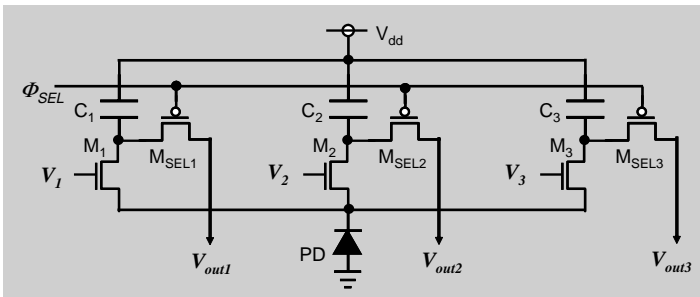 V_dd
Φ_SEL
C_1 C_2 C_3
M_1 M_2 M_3
M_SEL1 M_SEL2 M_SEL3
V_1 V_2 V_3
PD
V_out1 V_out2 V_out3